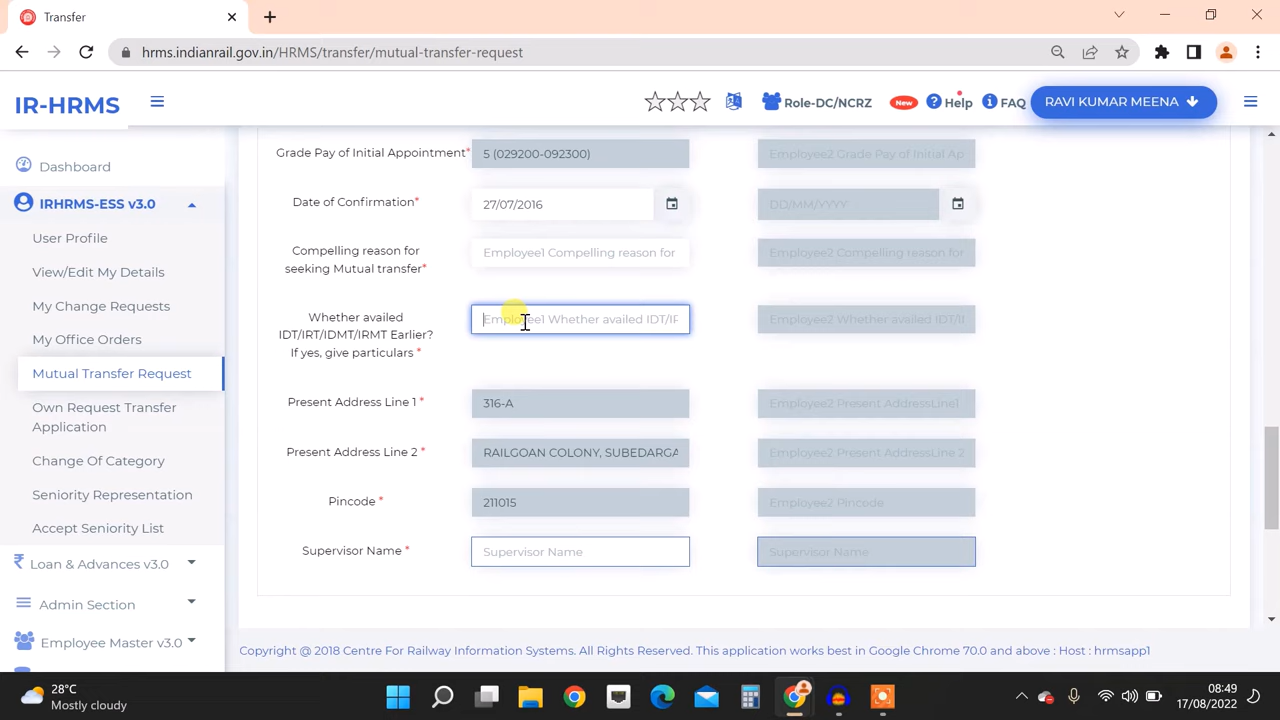 Transfer
hrms.indianrail.gov.in/HRMS/transfer/mutual-transfer-request
IR-HRMS
Role-DC/NCRZ
New
Help
FAQ
RAVI KUMAR MEENA
Dashboard
IRHRMS-ESS v3.0
User Profile
View/Edit My Details
My Change Requests
My Office Orders
Mutual Transfer Request
Own Request Transfer
Application
Change Of Category
Seniority Representation
Accept Seniority List
Loan & Advances v3.0
Admin Section
Employee Master v3.0
Grade Pay of Initial Appointment*
5 (029200-092300)
Employee2 Grade Pay of Initial Ap
Date of Confirmation*
27/07/2016
DD/MM/YYYY
Compelling reason for
seeking Mutual transfer*
Employee1 Compelling reason for
Employee2 Compelling reason for
Whether availed
IDT/IRT/IDMT/IRMT Earlier?
If yes, give particulars *
Employee1 Whether availed IDT/IF
Employee2 Whether availed IDT/II
Present Address Line 1 *
316-A
Employee2 Present AddressLine1
Present Address Line 2 *
RAILGOAN COLONY, SUBEDARGA
Employee2 Present AddressLine 2
Pincode *
211015
Employee2 Pincode
Supervisor Name *
Supervisor Name
Supervisor Name
Copyright @ 2018 Centre For Railway Information Systems. All Rights Reserved. This application works best in Google Chrome 70.0 and above : Host : hrmsapp1
28°C
Mostly cloudy
08:49
17/08/2022